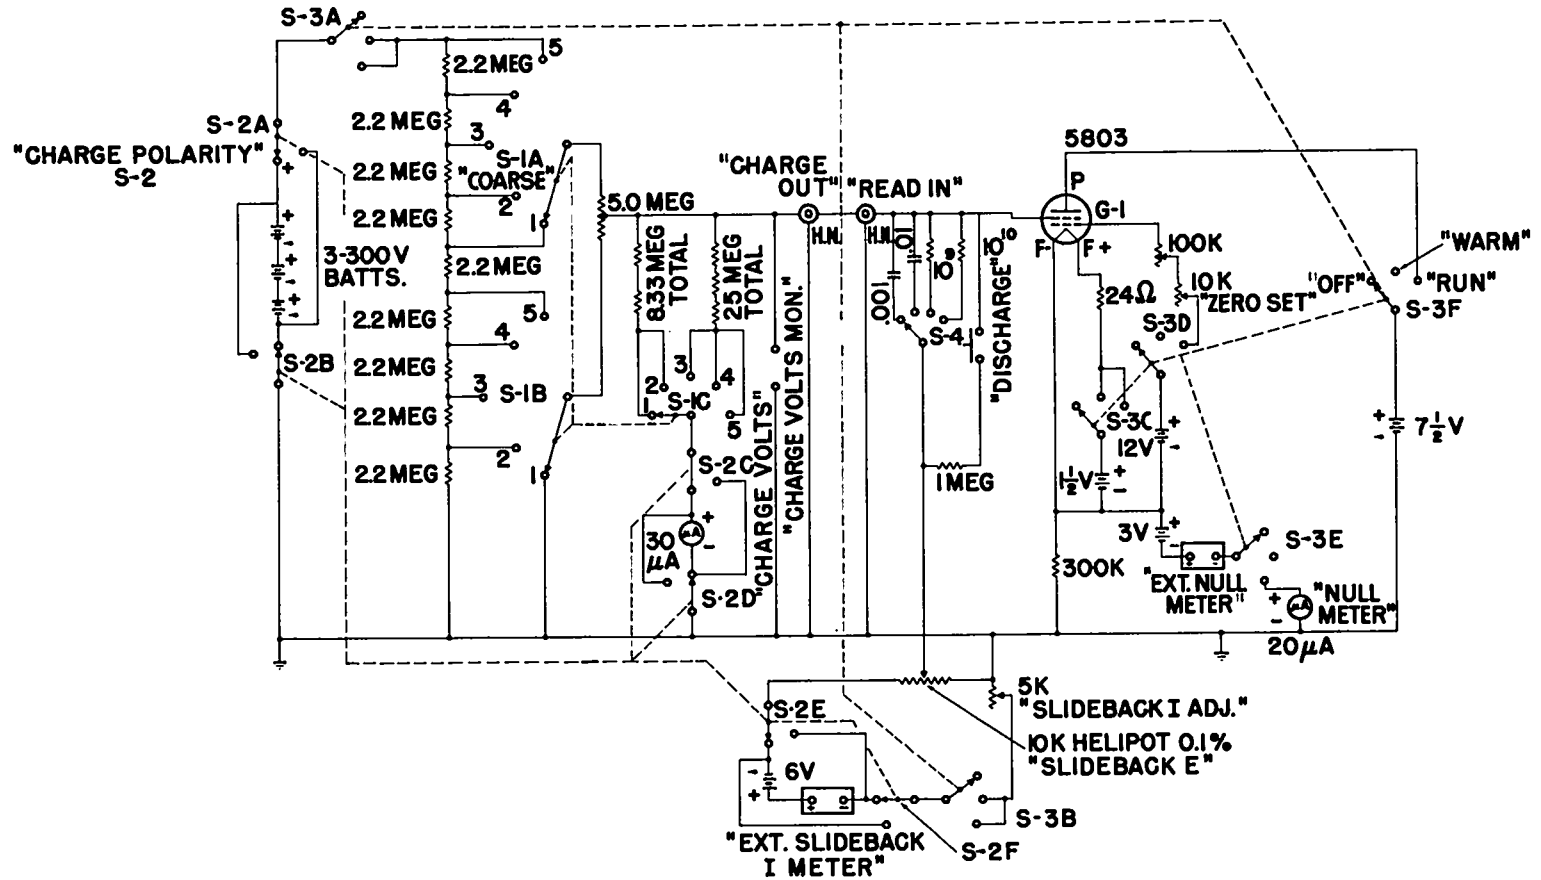 S-3A
5
2.2 MEG
4
S-2A
2.2 MEG
3
5803
"CHARGE POLARITY"
S-2
+
S-1A
"COARSE"
2.2 MEG
"CHARGE
OUT"
"READ IN"
P
2
5.0 MEG
G-1
+
-
2.2 MEG
1
H.N.
H.N.
F-
F+
100K
"WARM"
3-300V
BATTS.
+
-
+
-
2.2 MEG
8.33 MEG
TOTAL
25 MEG
TOTAL
.001
.01
10⁹
10¹⁰
24Ω
10K
"ZERO SET"
"OFF"
"RUN"
S-3F
5
2.2 MEG
S-4
S-3D
4
S-2B
2.2 MEG
3
S-1B
2
3
4
1
S-1C
5
"DISCHARGE"
2.2 MEG
S-3C
+
-
7½V
12V
+
-
2
2.2 MEG
1
S-2C
"CHARGE VOLTS"
"CHARGE VOLTS MON."
1 MEG
1½V
+
-
+
-
30
μA
μA
3V
+
-
+
-
S-3E
300K
"EXT. NULL
METER"
S-2D
+
-
μA
"NULL
METER"
20μA
5K
"SLIDEBACK I ADJ."
S-2E
10K HELIPOT 0.1%
"SLIDEBACK E"
-
+
6V
+
-
S-3B
"EXT. SLIDEBACK
I METER"
S-2F